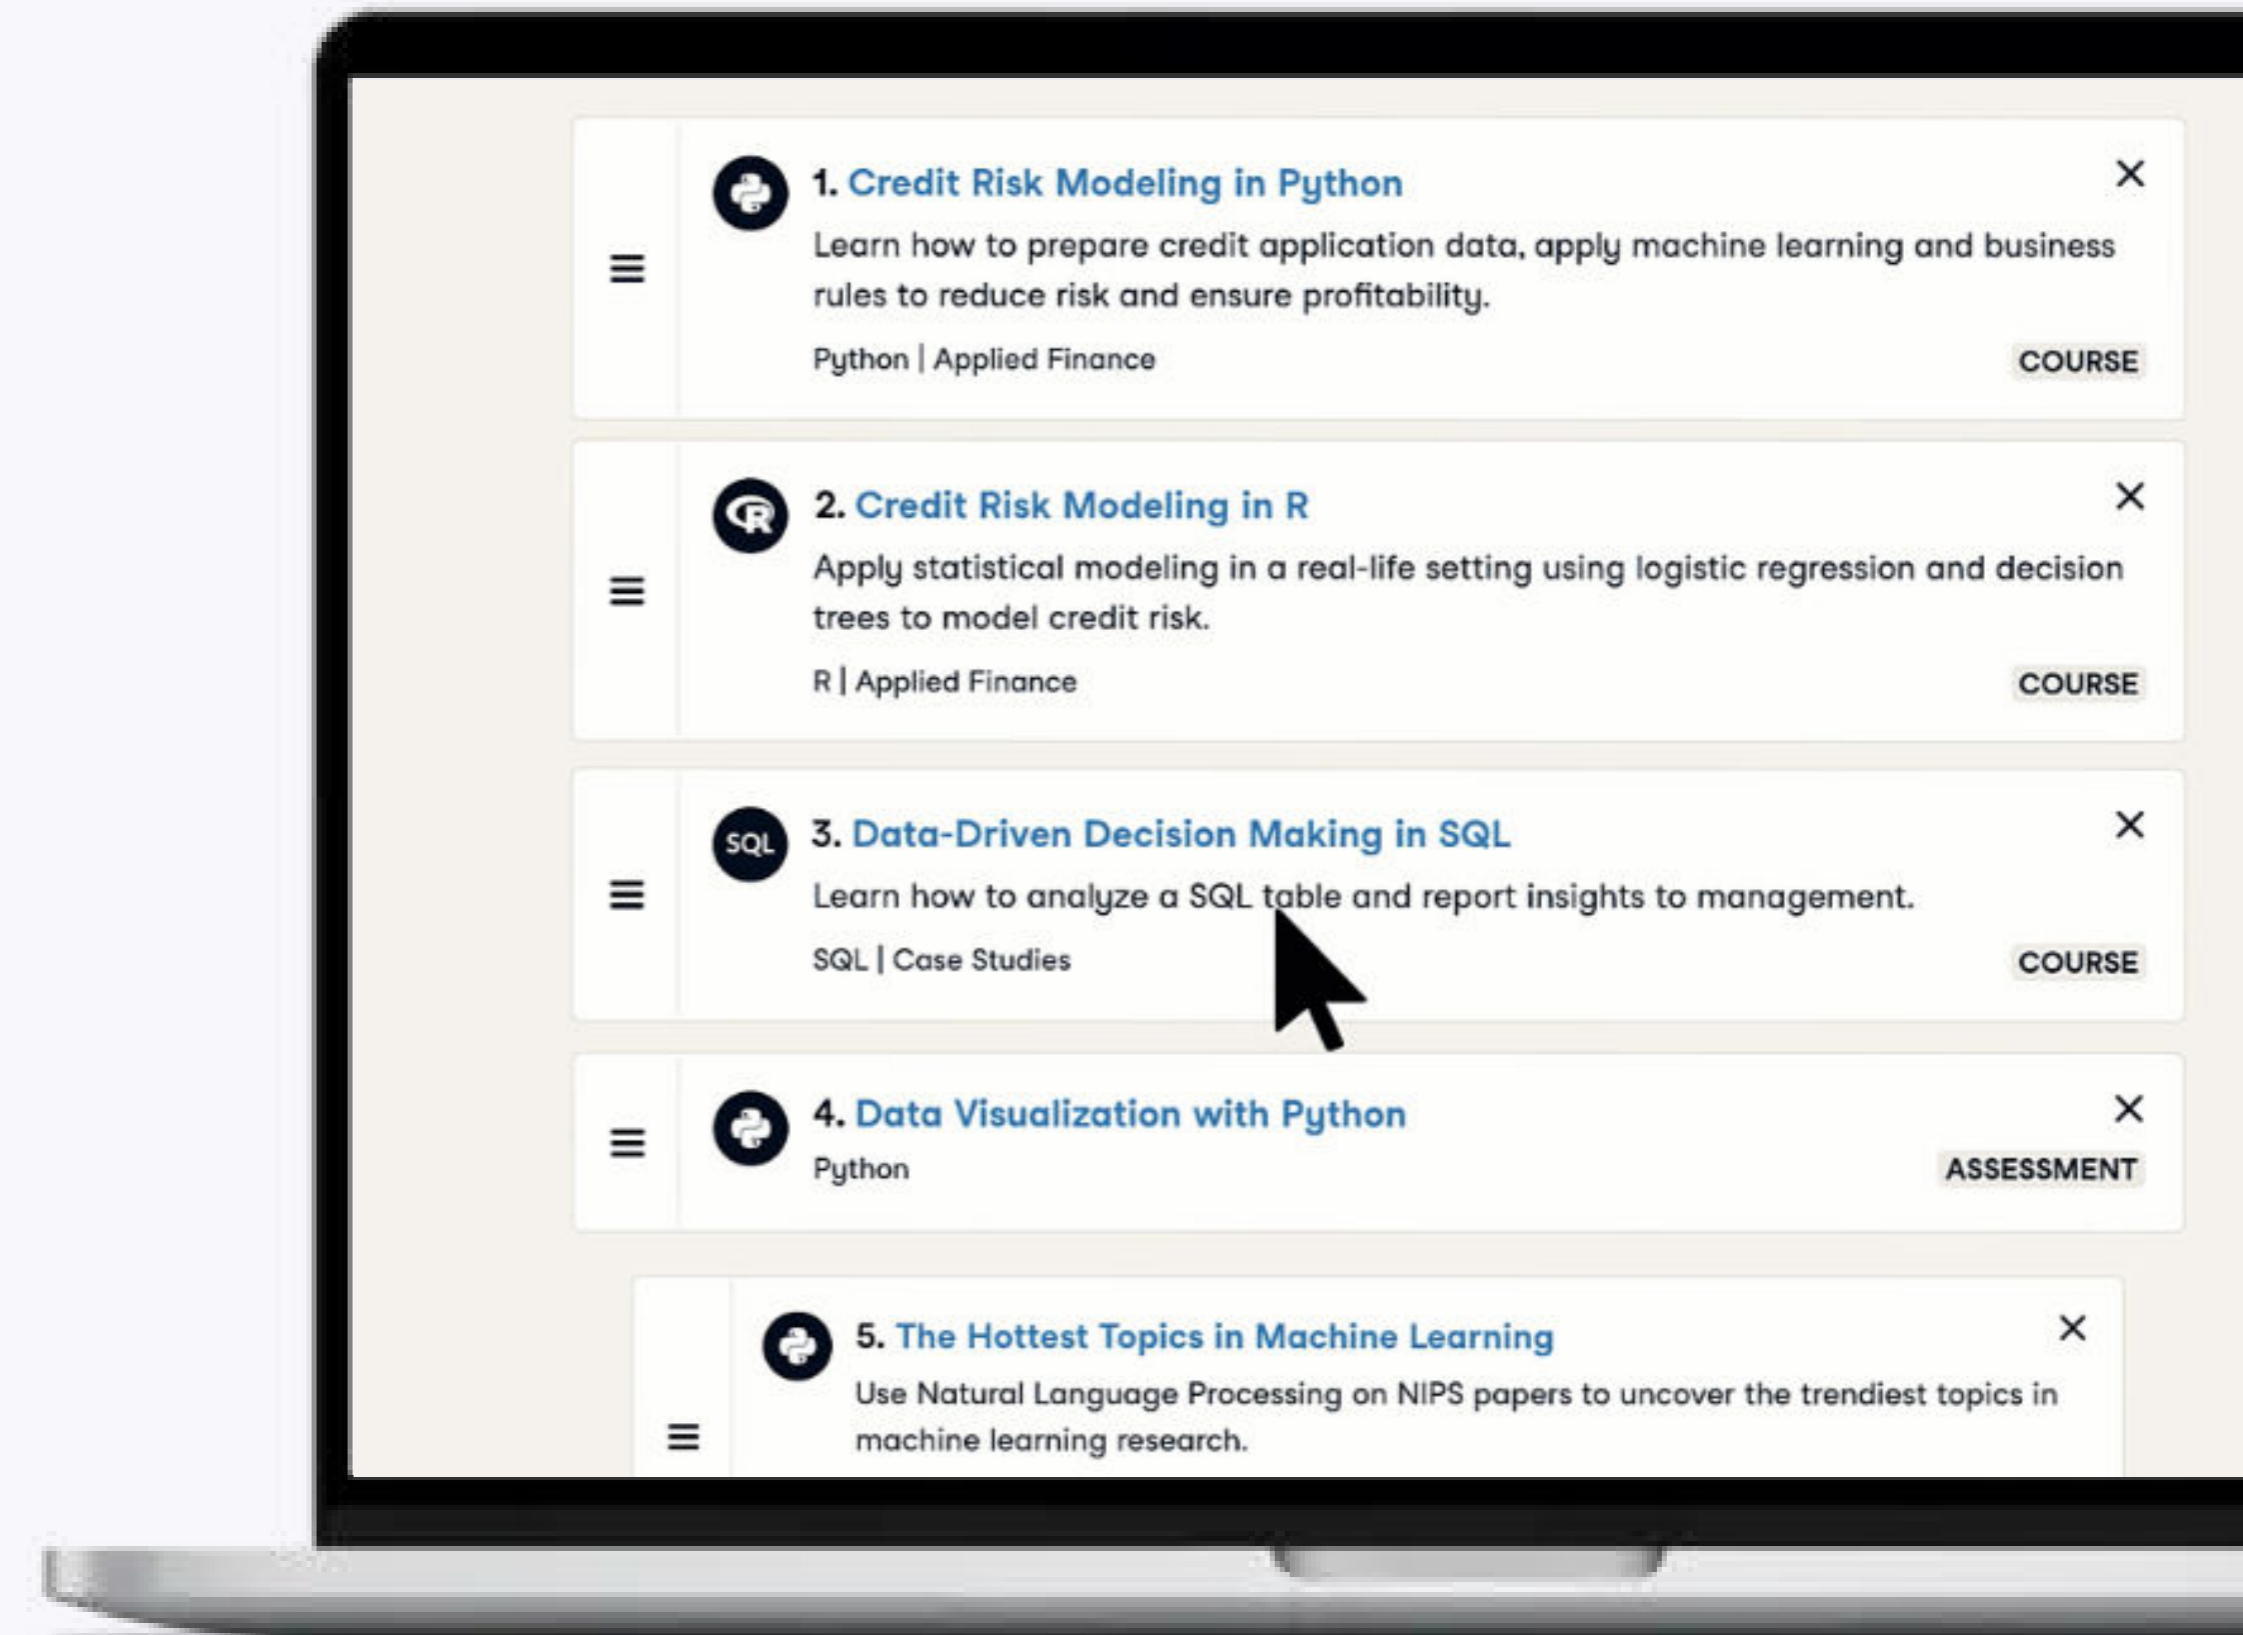 1. Credit Risk Modeling in Python
Learn how to prepare credit application data, apply machine learning and business
rules to reduce risk and ensure profitability.
Python | Applied Finance
COURSE
2. Credit Risk Modeling in R
Apply statistical modeling in a real-life setting using logistic regression and decision
trees to model credit risk.
R | Applied Finance
COURSE
SQL
3. Data-Driven Decision Making in SQL
Learn how to analyze a SQL table and report insights to management.
SQL | Case Studies
COURSE
4. Data Visualization with Python
Python
ASSESSMENT
5. The Hottest Topics in Machine Learning
Use Natural Language Processing on NIPS papers to uncover the trendiest topics in
machine learning research.